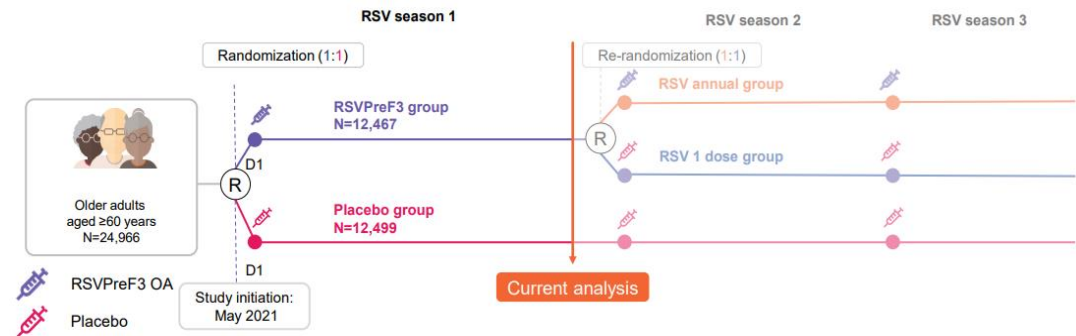 RSV season 1
RSV season 2
RSV season 3
Randomization (1:1)
Re-randomization (1:1)
RSVPreF3 group
N=12,467
RSV annual group
D1
R
R
RSV 1 dose group
Older adults
aged ≥60 years
N=24,966
Placebo group
N=12,499
D1
RSVPreF3 OA
Placebo
Study initiation:
May 2021
Current analysis